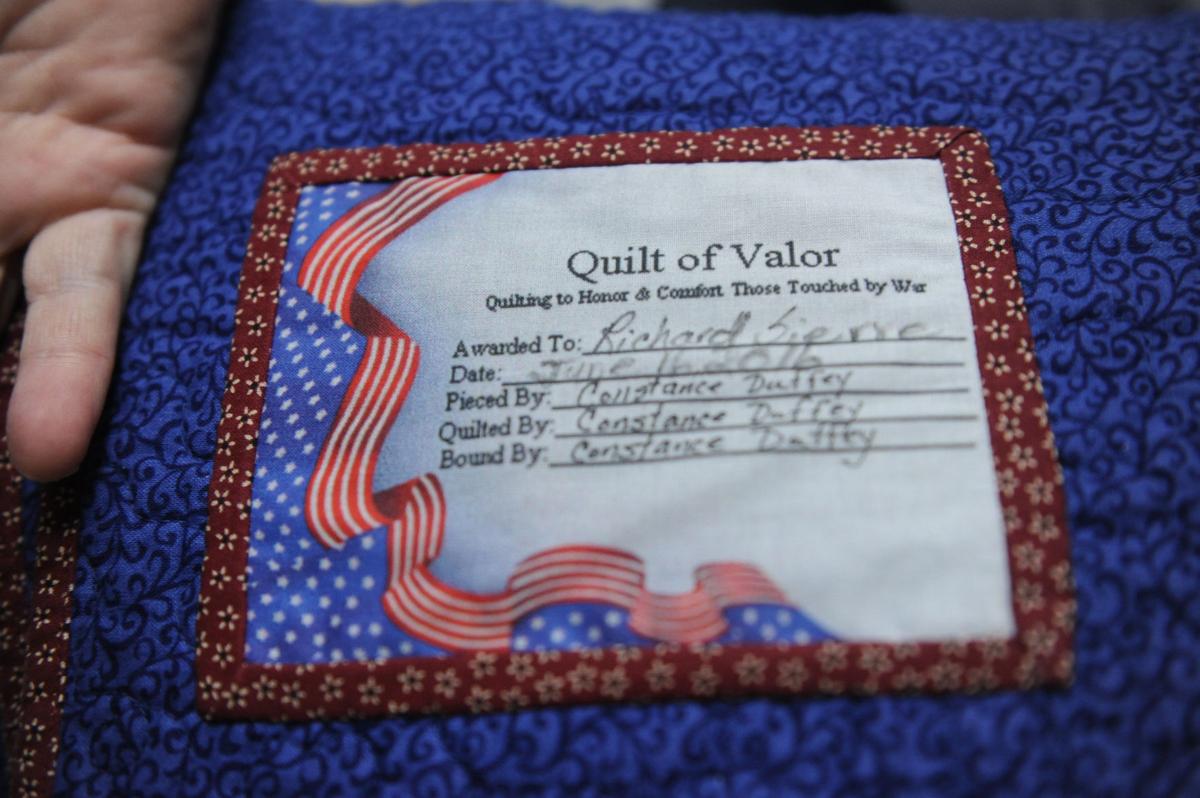 Quilt of Valor
Quilting to Honor & Comfort Those Touched by War
Awarded To: Richard
Date: June 2016
Pieced By: Constance Duffey
Quilted By: Constance Duffey
Bound By: Constance Duffey